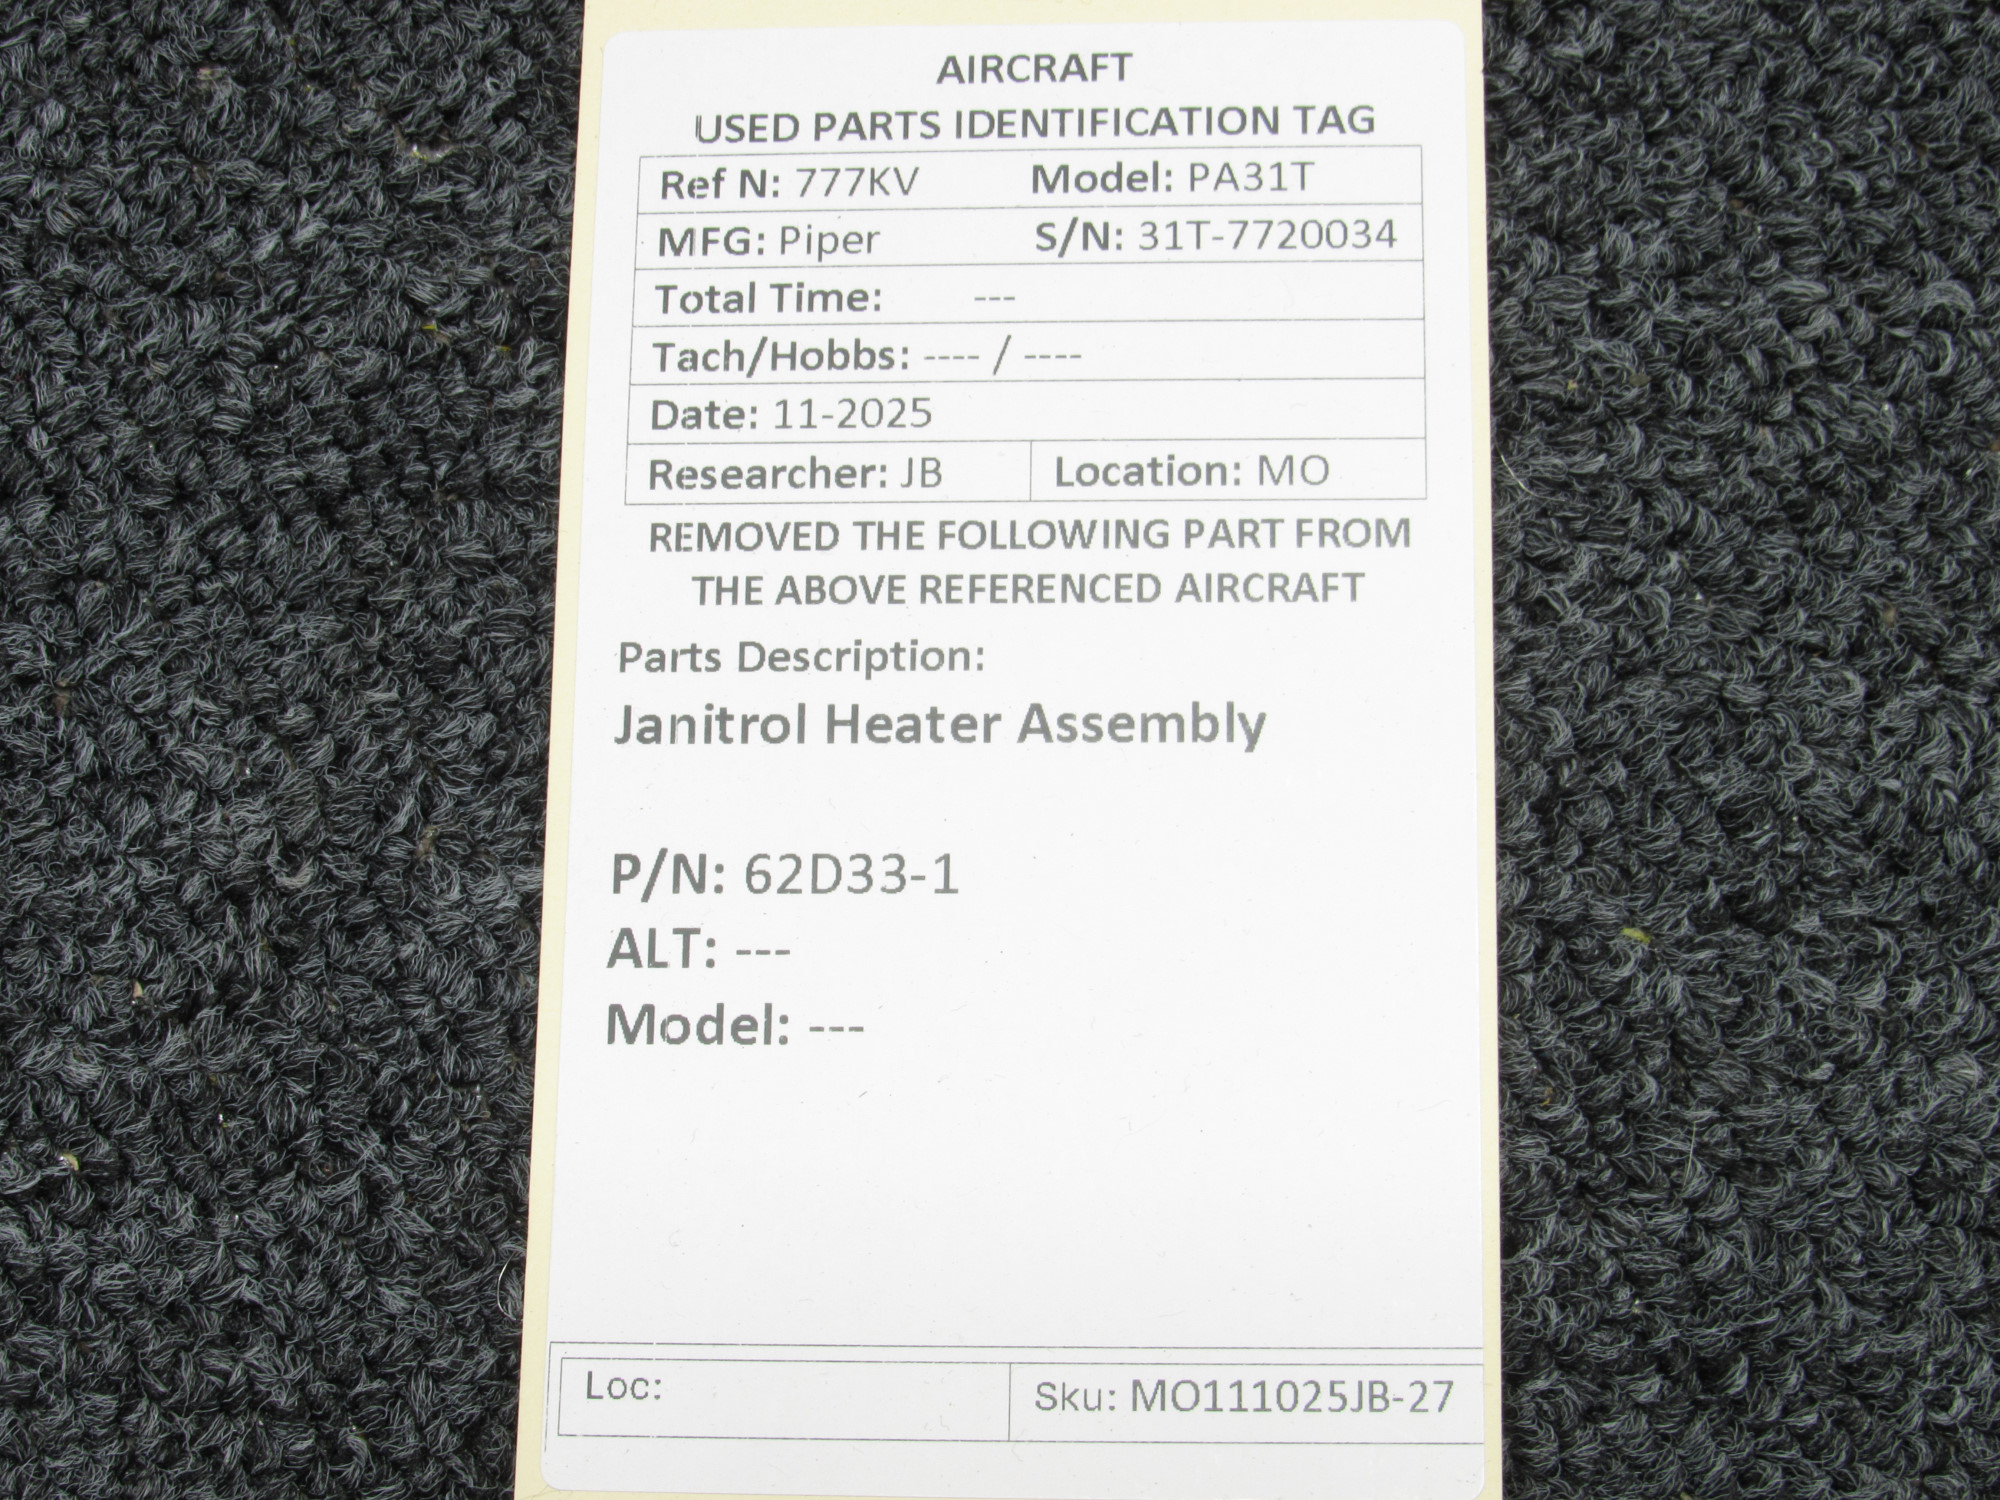 AIRCRAFT
USED PARTS IDENTIFICATION TAG
Ref N: 777KV Model: PA31T
MFG: Piper S/N: 31T-7720034
Total Time: ---
Tach/Hobbs: ---- / ----
Date: 11-2025
Researcher: JB Location: MO
REMOVED THE FOLLOWING PART FROM
THE ABOVE REFERENCED AIRCRAFT
Parts Description:
Janitrol Heater Assembly
P/N: 62D33-1
ALT: ---
Model: ---
Loc: Sku: MO111025JB-27